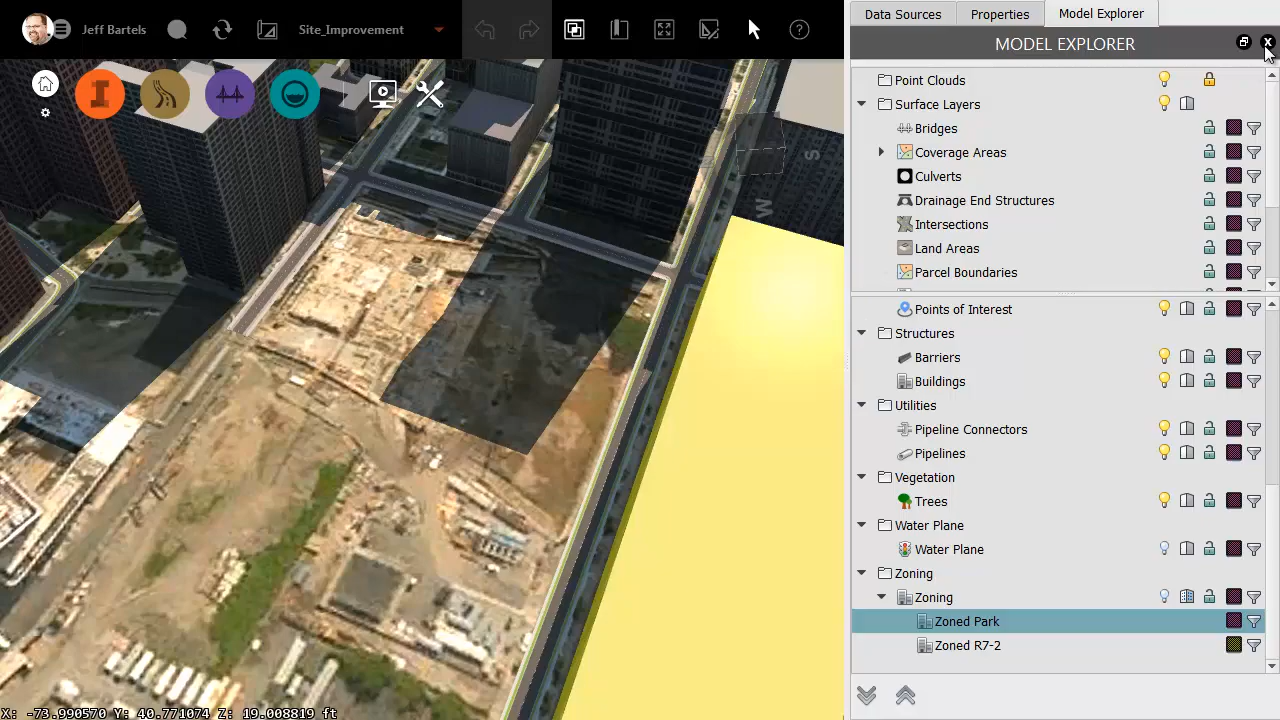 Jeff Bartels
Site_Improvement
Data Sources
Properties
Model Explorer
MODEL EXPLORER
Point Clouds
Surface Layers
Bridges
Coverage Areas
Culverts
Drainage End Structures
Intersections
Land Areas
Parcel Boundaries
Points of Interest
Structures
Barriers
Buildings
Utilities
Pipeline Connectors
Pipelines
Vegetation
Trees
Water Plane
Water Plane
Zoning
Zoning
Zoned Park
Zoned R7-2
S
W
X: -73.990570 Y: 40.771074 Z: 19.008819 ft